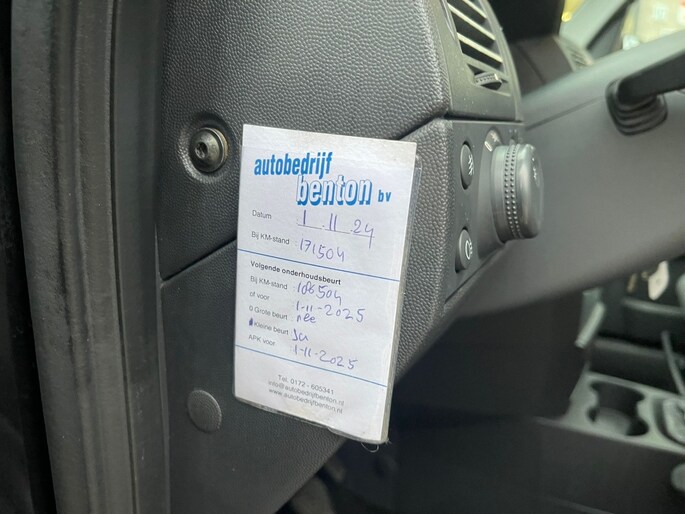 autobedrijf
benton bv
Datum 1.11.24
Bij KM-stand 171504
Volgende onderhoudsbeurt
Bij KM-stand 186504
of voor 1-11-2025
0 Grote beurt nee
Kleine beurt Ja
APK voor 1-11-2025
Tel. 0172 - 605341
info@autobedrijfbenton.nl
www.autobedrijfbenton.nl